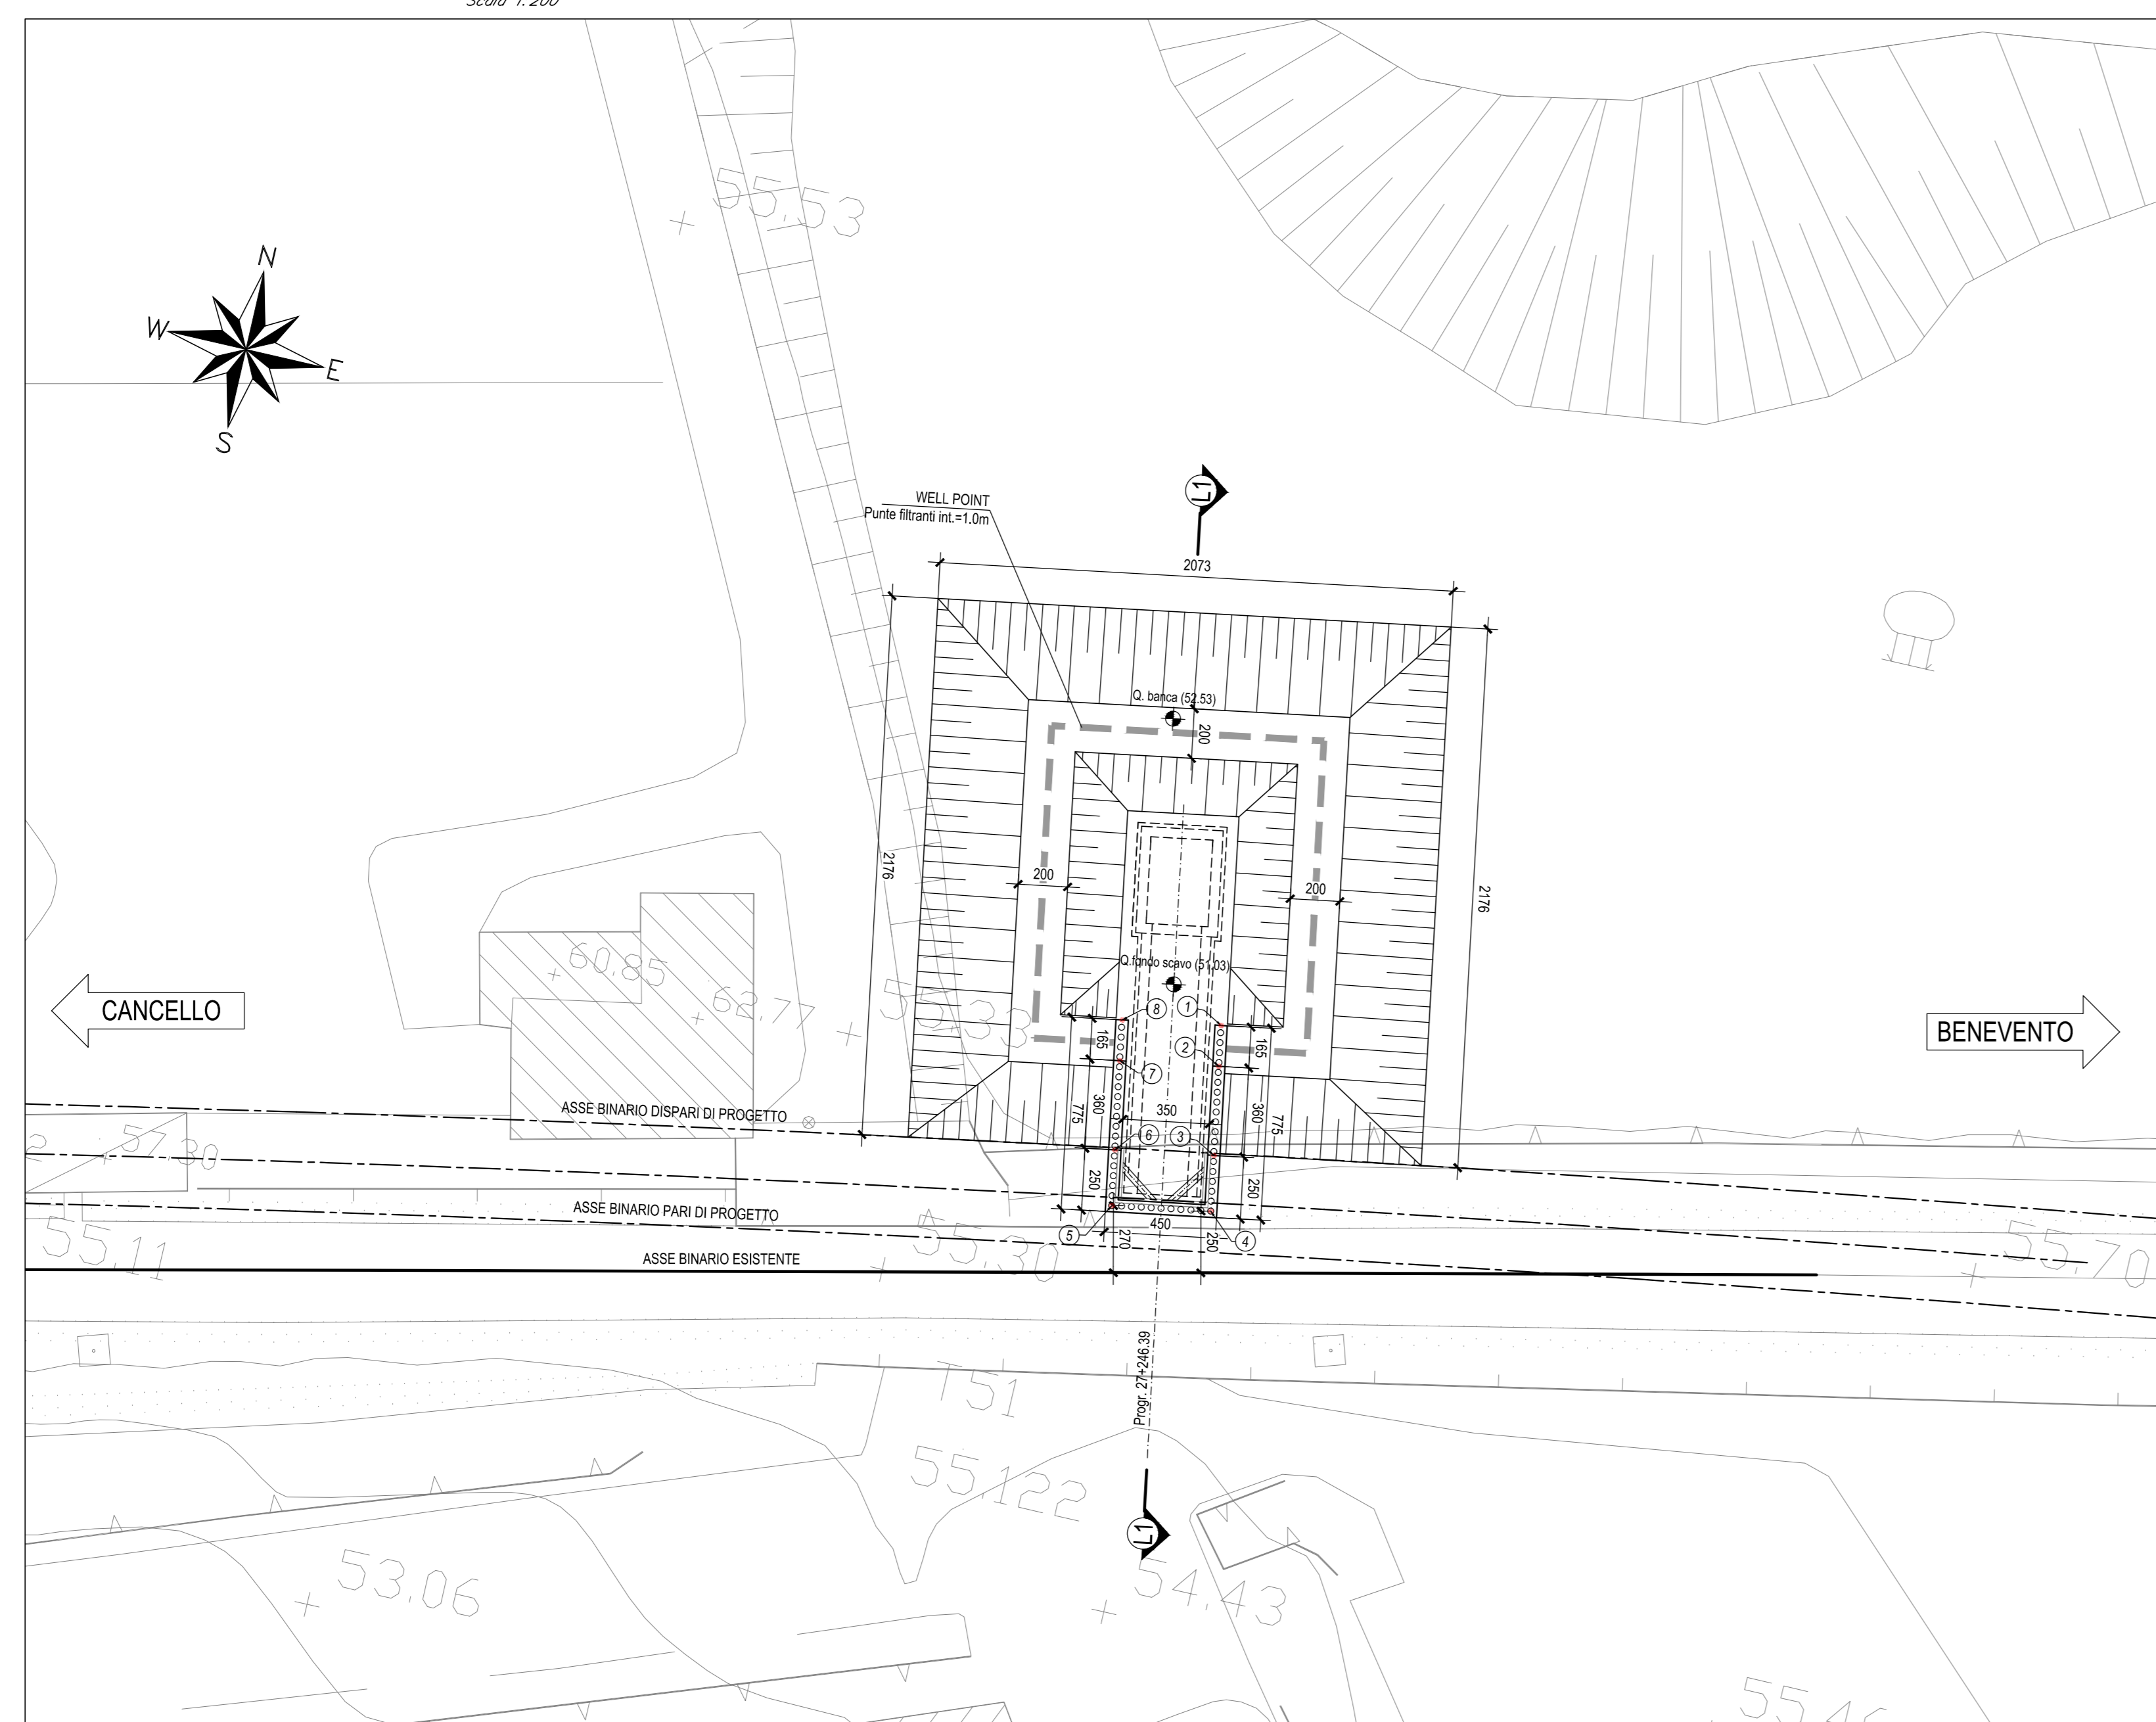 Scala 1:200
55,53
N
W
E
S
L1
WELL POINT
Punte filtranti int.=1.0m
2073
Q. banca (52.53)
200
2176
200
200
2176
60,85
62,77
55,33
Q.fondo scavo (51.03)
CANCELLO
BENEVENTO
8
1
165
165
2
7
ASSE BINARIO DISPARI DI PROGETTO
350
775
360
360
775
6
3
57,30
250
250
ASSE BINARIO PARI DI PROGETTO
450
5
4
270
250
55,11
55,30
55,70
ASSE BINARIO ESISTENTE
Progr. 27+246.39
151
55,122
L1
53,06
54,43